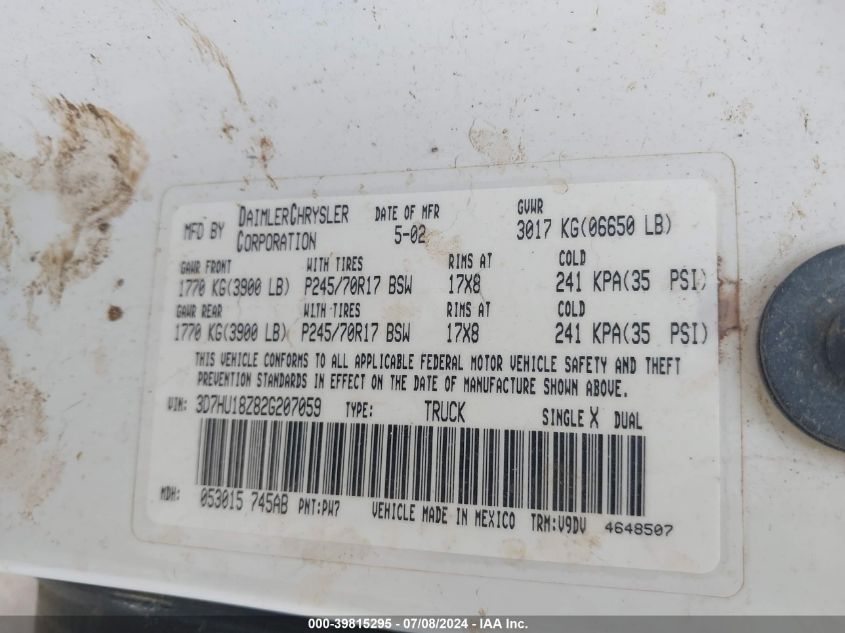 MFD BY DAIMLERCHRYSLER CORPORATION DATE OF MFR 5-02 GVWR 3017 KG(06650 LB)
GAWR FRONT WITH TIRES RIMS AT COLD
1770 KG(3900 LB) P245/70R17 BSW 17X8 241 KPA(35 PSI)
GAWR REAR WITH TIRES RIMS AT COLD
1770 KG(3900 LB) P245/70R17 BSW 17X8 241 KPA(35 PSI)
THIS VEHICLE CONFORMS TO ALL APPLICABLE FEDERAL MOTOR VEHICLE SAFETY AND THEFT
PREVENTION STANDARDS IN EFFECT ON THE DATE OF MANUFACTURE SHOWN ABOVE.
VIN: 3D7HU18Z82G207059 TYPE: TRUCK SINGLE X DUAL
MDH: 053015 745AB PNT:PW7 VEHICLE MADE IN MEXICO TRM:V9DV 4648507
000-39815295 - 07/08/2024 - IAA Inc.